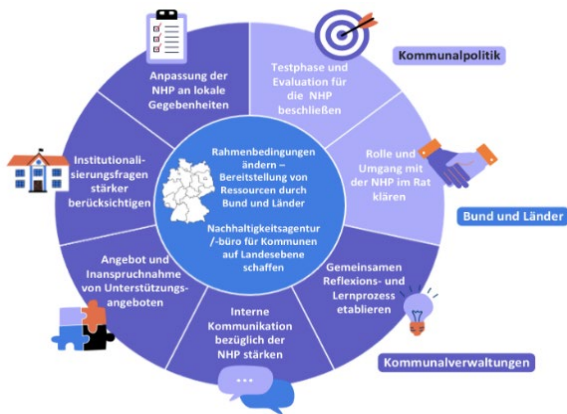 Anpassung der
NHP an lokale
Gegebenheiten
Testphase und
Evaluation für
die NHP
beschließen
Kommunalpolitik
Rolle und
Umgang mit
der NHP im Rat
klären
Bund und Länder
Gemeinsamen
Reflexions- und
Lernprozess
etablieren
Kommunalverwaltungen
Interne
Kommunikation
bezüglich der
NHP stärken
Angebot und
Inanspruchnahme
von Unterstützungs-
angeboten
Institutionali-
sierungsfragen
stärker
berücksichtigen
Rahmenbedingungen
ändern –
Bereitstellung von
Ressourcen durch
Bund und Länder
Nachhaltigkeitsagentur
/-büro für Kommunen
auf Landesebene
schaffen